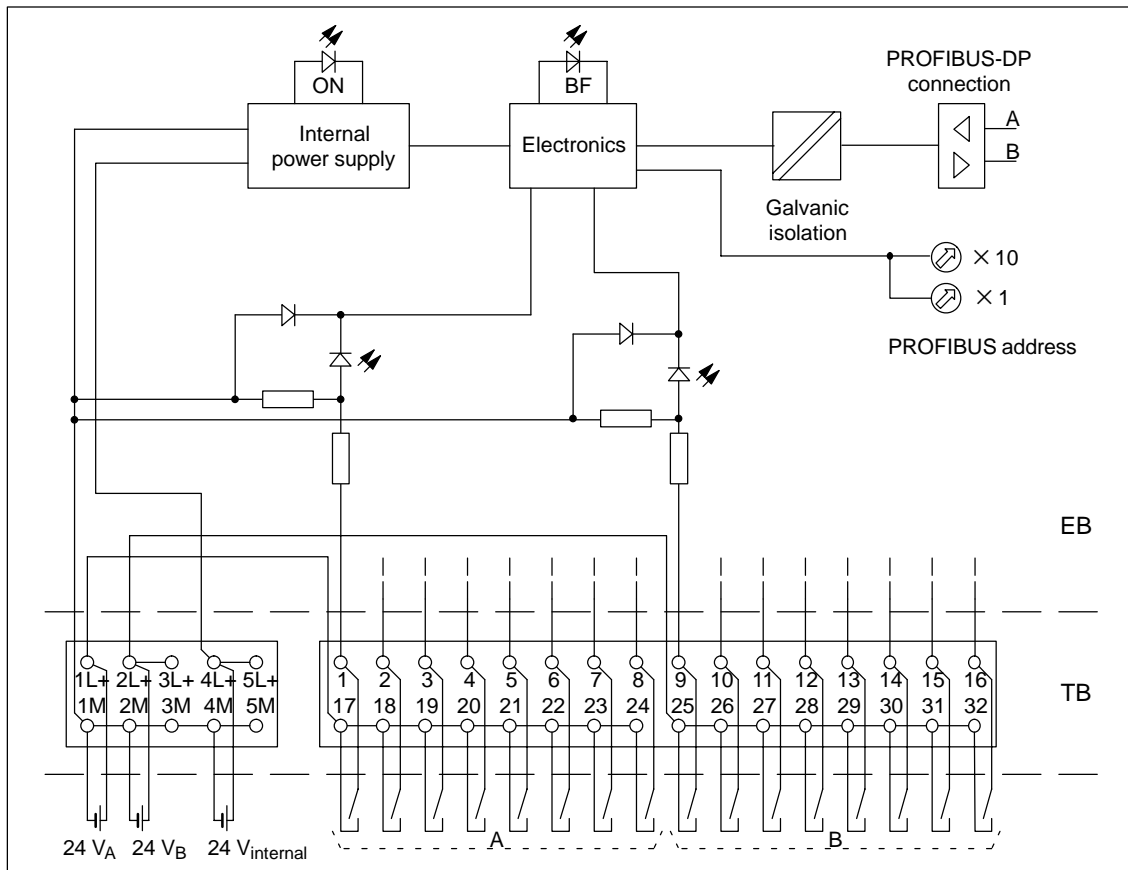 ON
BF
PROFIBUS-DP
connection
Internal
power supply
Electronics
A
B
Galvanic
isolation
× 10
× 1
PROFIBUS address
EB
1L+ 2L+ 3L+ 4L+ 5L+
1M 2M 3M 4M 5M
1 2 3 4 5 6 7 8 9 10 11 12 13 14 15 16
17 18 19 20 21 22 23 24 25 26 27 28 29 30 31 32
TB
24 VA 24 VB 24 Vinternal
A
B